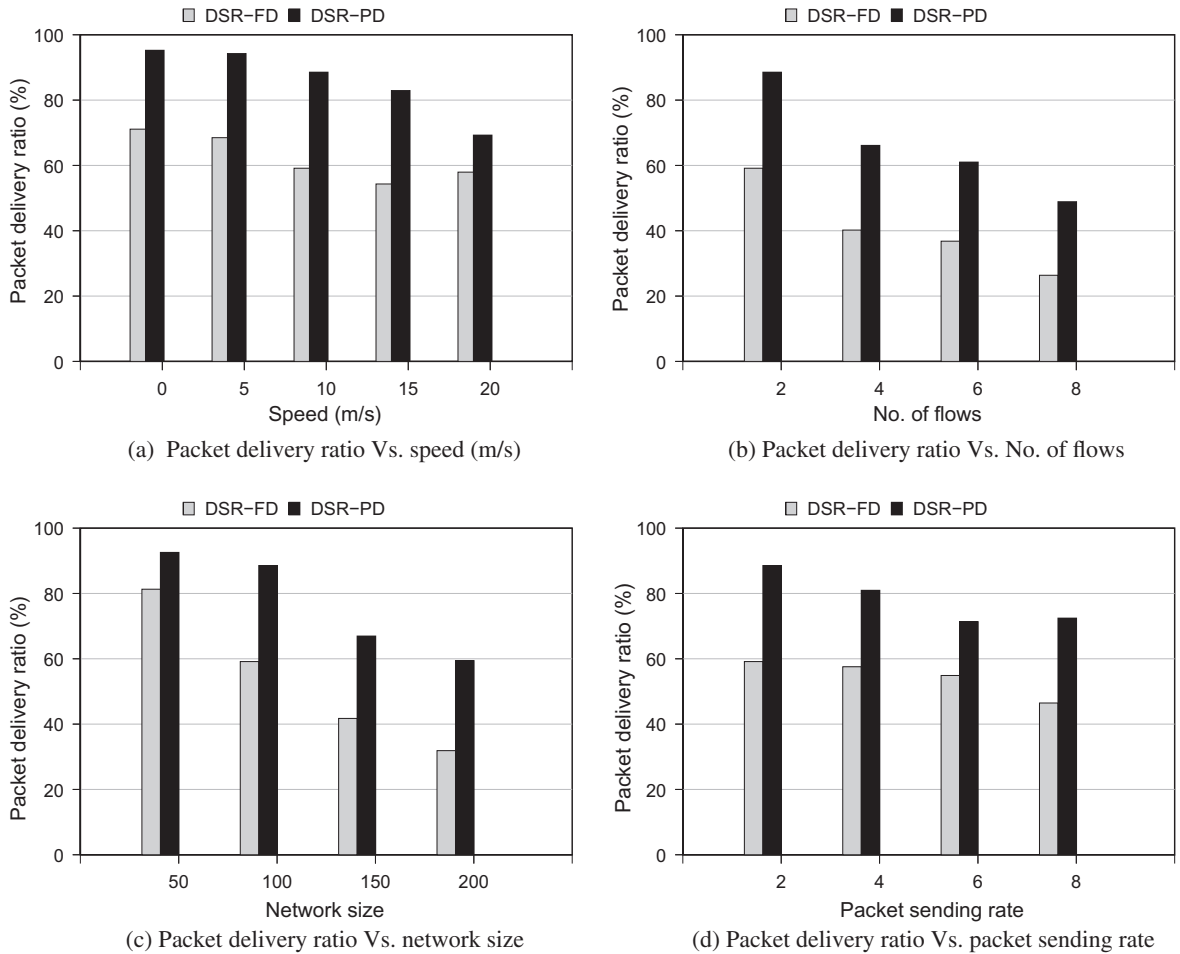 DSR−FD DSR−PD
100
80
60
40
20
0
Packet delivery ratio (%)
0 5 10 15 20
Speed (m/s)
(a) Packet delivery ratio Vs. speed (m/s)
DSR−FD DSR−PD
100
80
60
40
20
0
Packet delivery ratio (%)
2 4 6 8
No. of flows
(b) Packet delivery ratio Vs. No. of flows
DSR−FD DSR−PD
100
80
60
40
20
0
Packet delivery ratio (%)
50 100 150 200
Network size
(c) Packet delivery ratio Vs. network size
DSR−FD DSR−PD
100
80
60
40
20
0
Packet delivery ratio (%)
2 4 6 8
Packet sending rate
(d) Packet delivery ratio Vs. packet sending rate